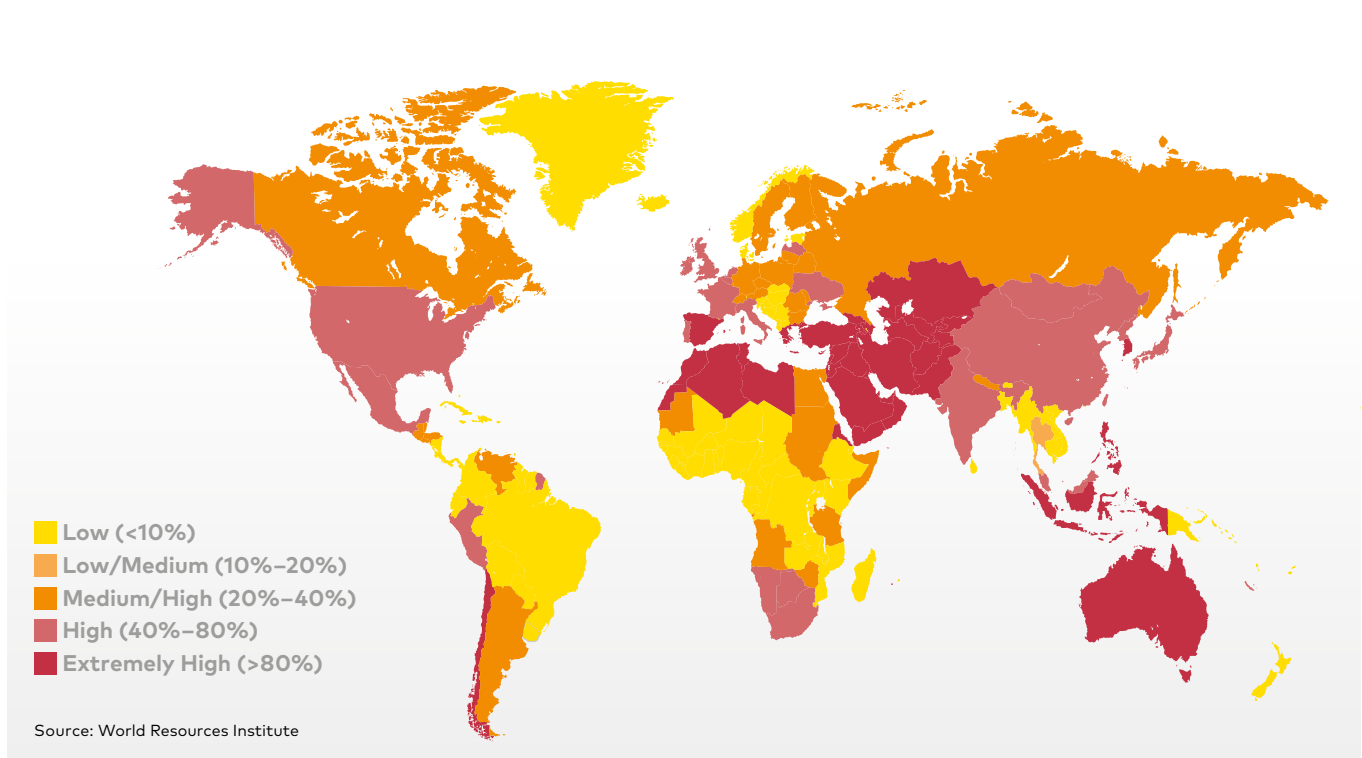 Low (<10%)
Low/Medium (10%–20%)
Medium/High (20%–40%)
High (40%–80%)
Extremely High (>80%)
Source: World Resources Institute